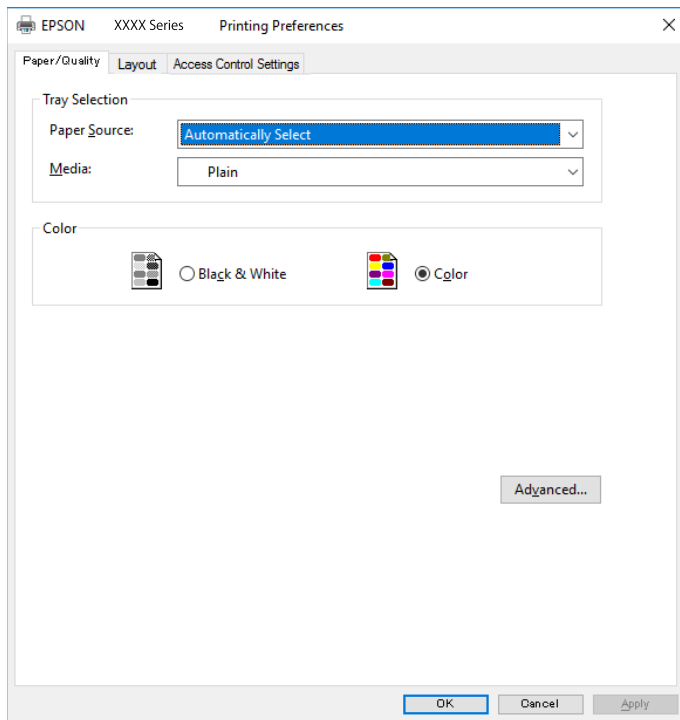 EPSON XXXX Series Printing Preferences
Paper/Quality Layout Access Control Settings
Tray Selection
Paper Source: Automatically Select
Media: Plain
Color
Black & White Color
Advanced...
OK Cancel Apply